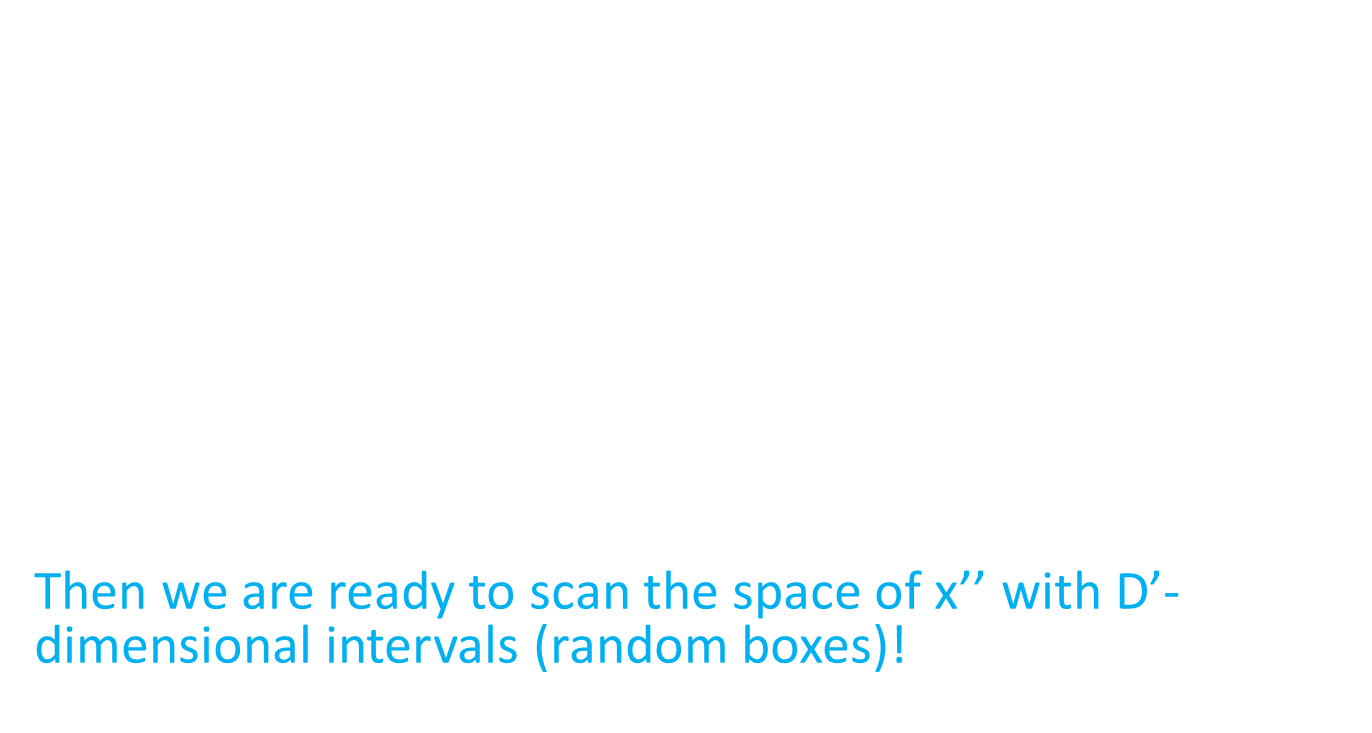 Then we are ready to scan the space of x’’ with D’-
dimensional intervals (random boxes)!